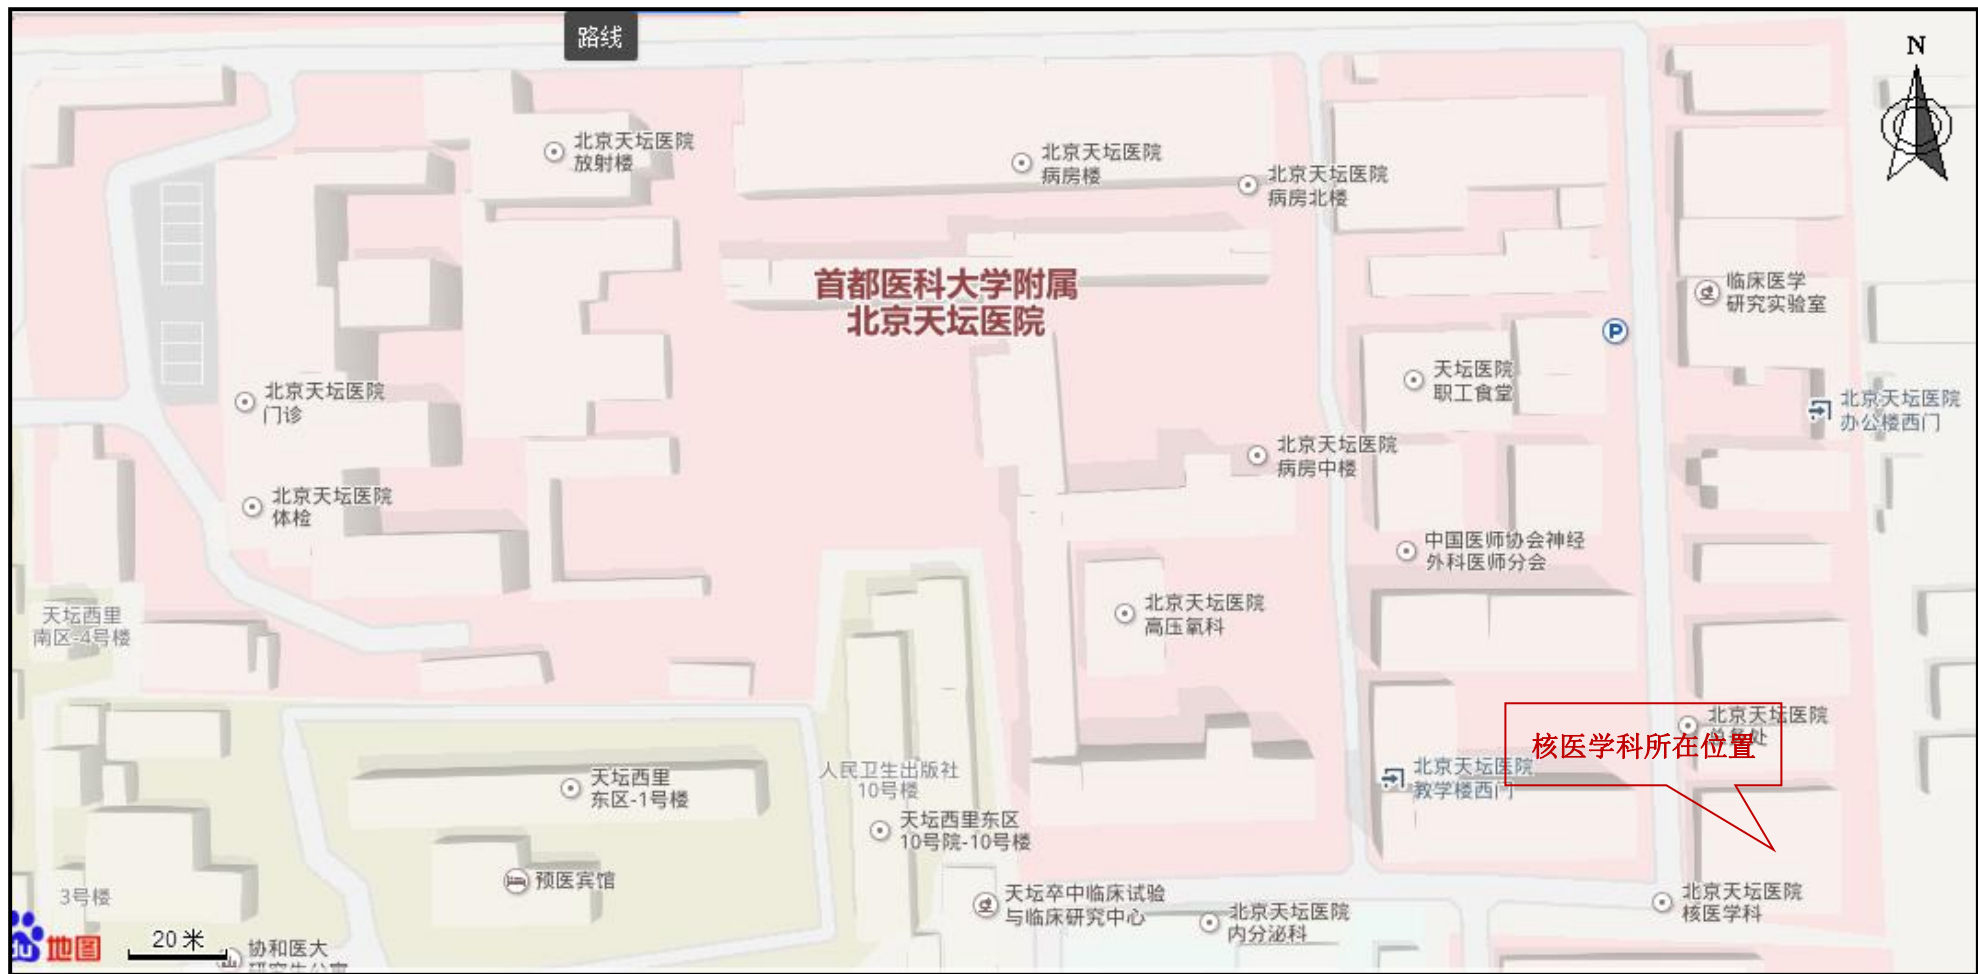 路线
N
北京天坛医院
放射楼
北京天坛医院
病房楼
北京天坛医院
病房北楼
首都医科大学附属
北京天坛医院
临床医学
研究实验室
P
天坛医院
职工食堂
北京天坛医院
门诊
北京天坛医院
办公楼西门
北京天坛医院
病房中楼
北京天坛医院
体检
中国医师协会神经
外科医师分会
天坛西里
南区-4号楼
北京天坛医院
高压氧科
北京天坛医院
总务处
核医学科所在位置
北京天坛医院
教学楼西门
人民卫生出版社
10号楼
天坛西里
东区-1号楼
天坛西里东区
10号院-10号楼
预医宾馆
3号楼
天坛卒中临床试验
与临床研究中心
北京天坛医院
内分泌科
北京天坛医院
核医学科
地图
20 米
协和医大